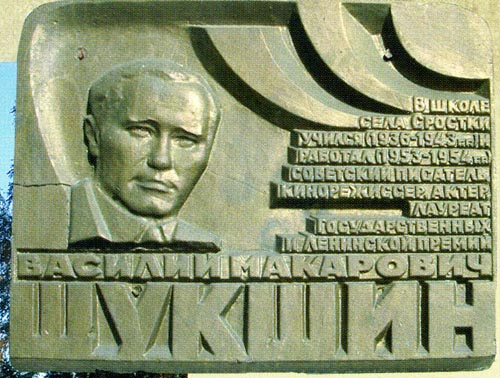 В ШКОЛЕ
СЕЛА СРОСТКИ
УЧИЛСЯ (1936-1943 гг) И
РАБОТАЛ (1953-1954 гг)
СОВЕТСКИЙ ПИСАТЕЛЬ
КИНОРЕЖИССЕР, АКТЕР
ЛАУРЕАТ
ГОСУДАРСТВЕННЫХ
И ЛЕНИНСКОЙ ПРЕМИЙ
ВАСИЛИЙ МАКАРОВИЧ
ШУКШИН